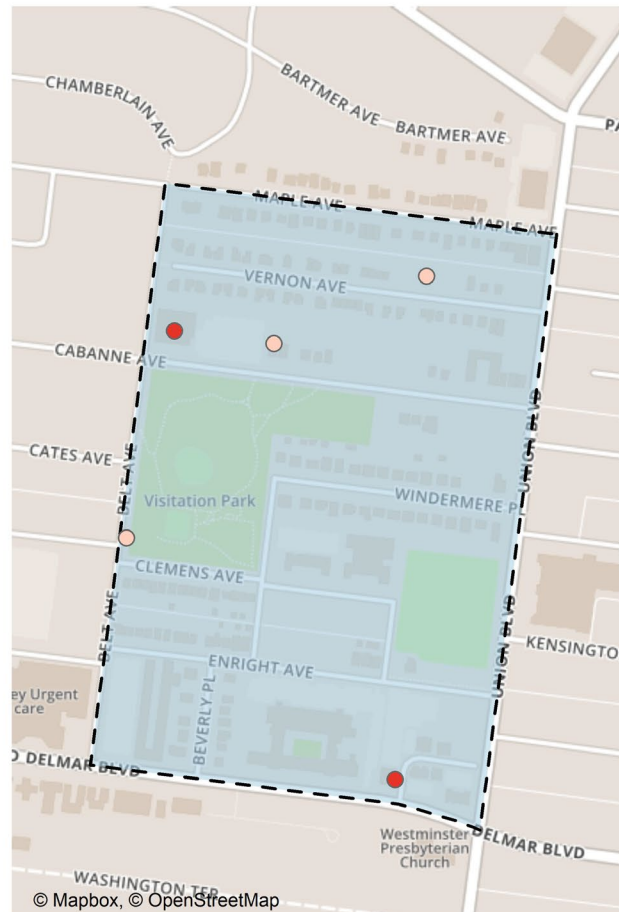 BARTMER AVE
BARTMER AVE
CHAMBERLAIN AVE
PA
MAPLE AVE
MAPLE AVE
VERNON AVE
CABANNE AVE
UNION BLVD
CATES AVE
BELT AVE
Visitation Park
WINDERMERE PL
CLEMENS AVE
UNION BLVD
KENSINGTON
BELT AVE
ENRIGHT AVE
ey Urgent
care
BEVERLY PL
O DELMAR BLVD
Westminster
Presbyterian
Church
DELMAR BLVD
WASHINGTON TER
© Mapbox, © OpenStreetMap